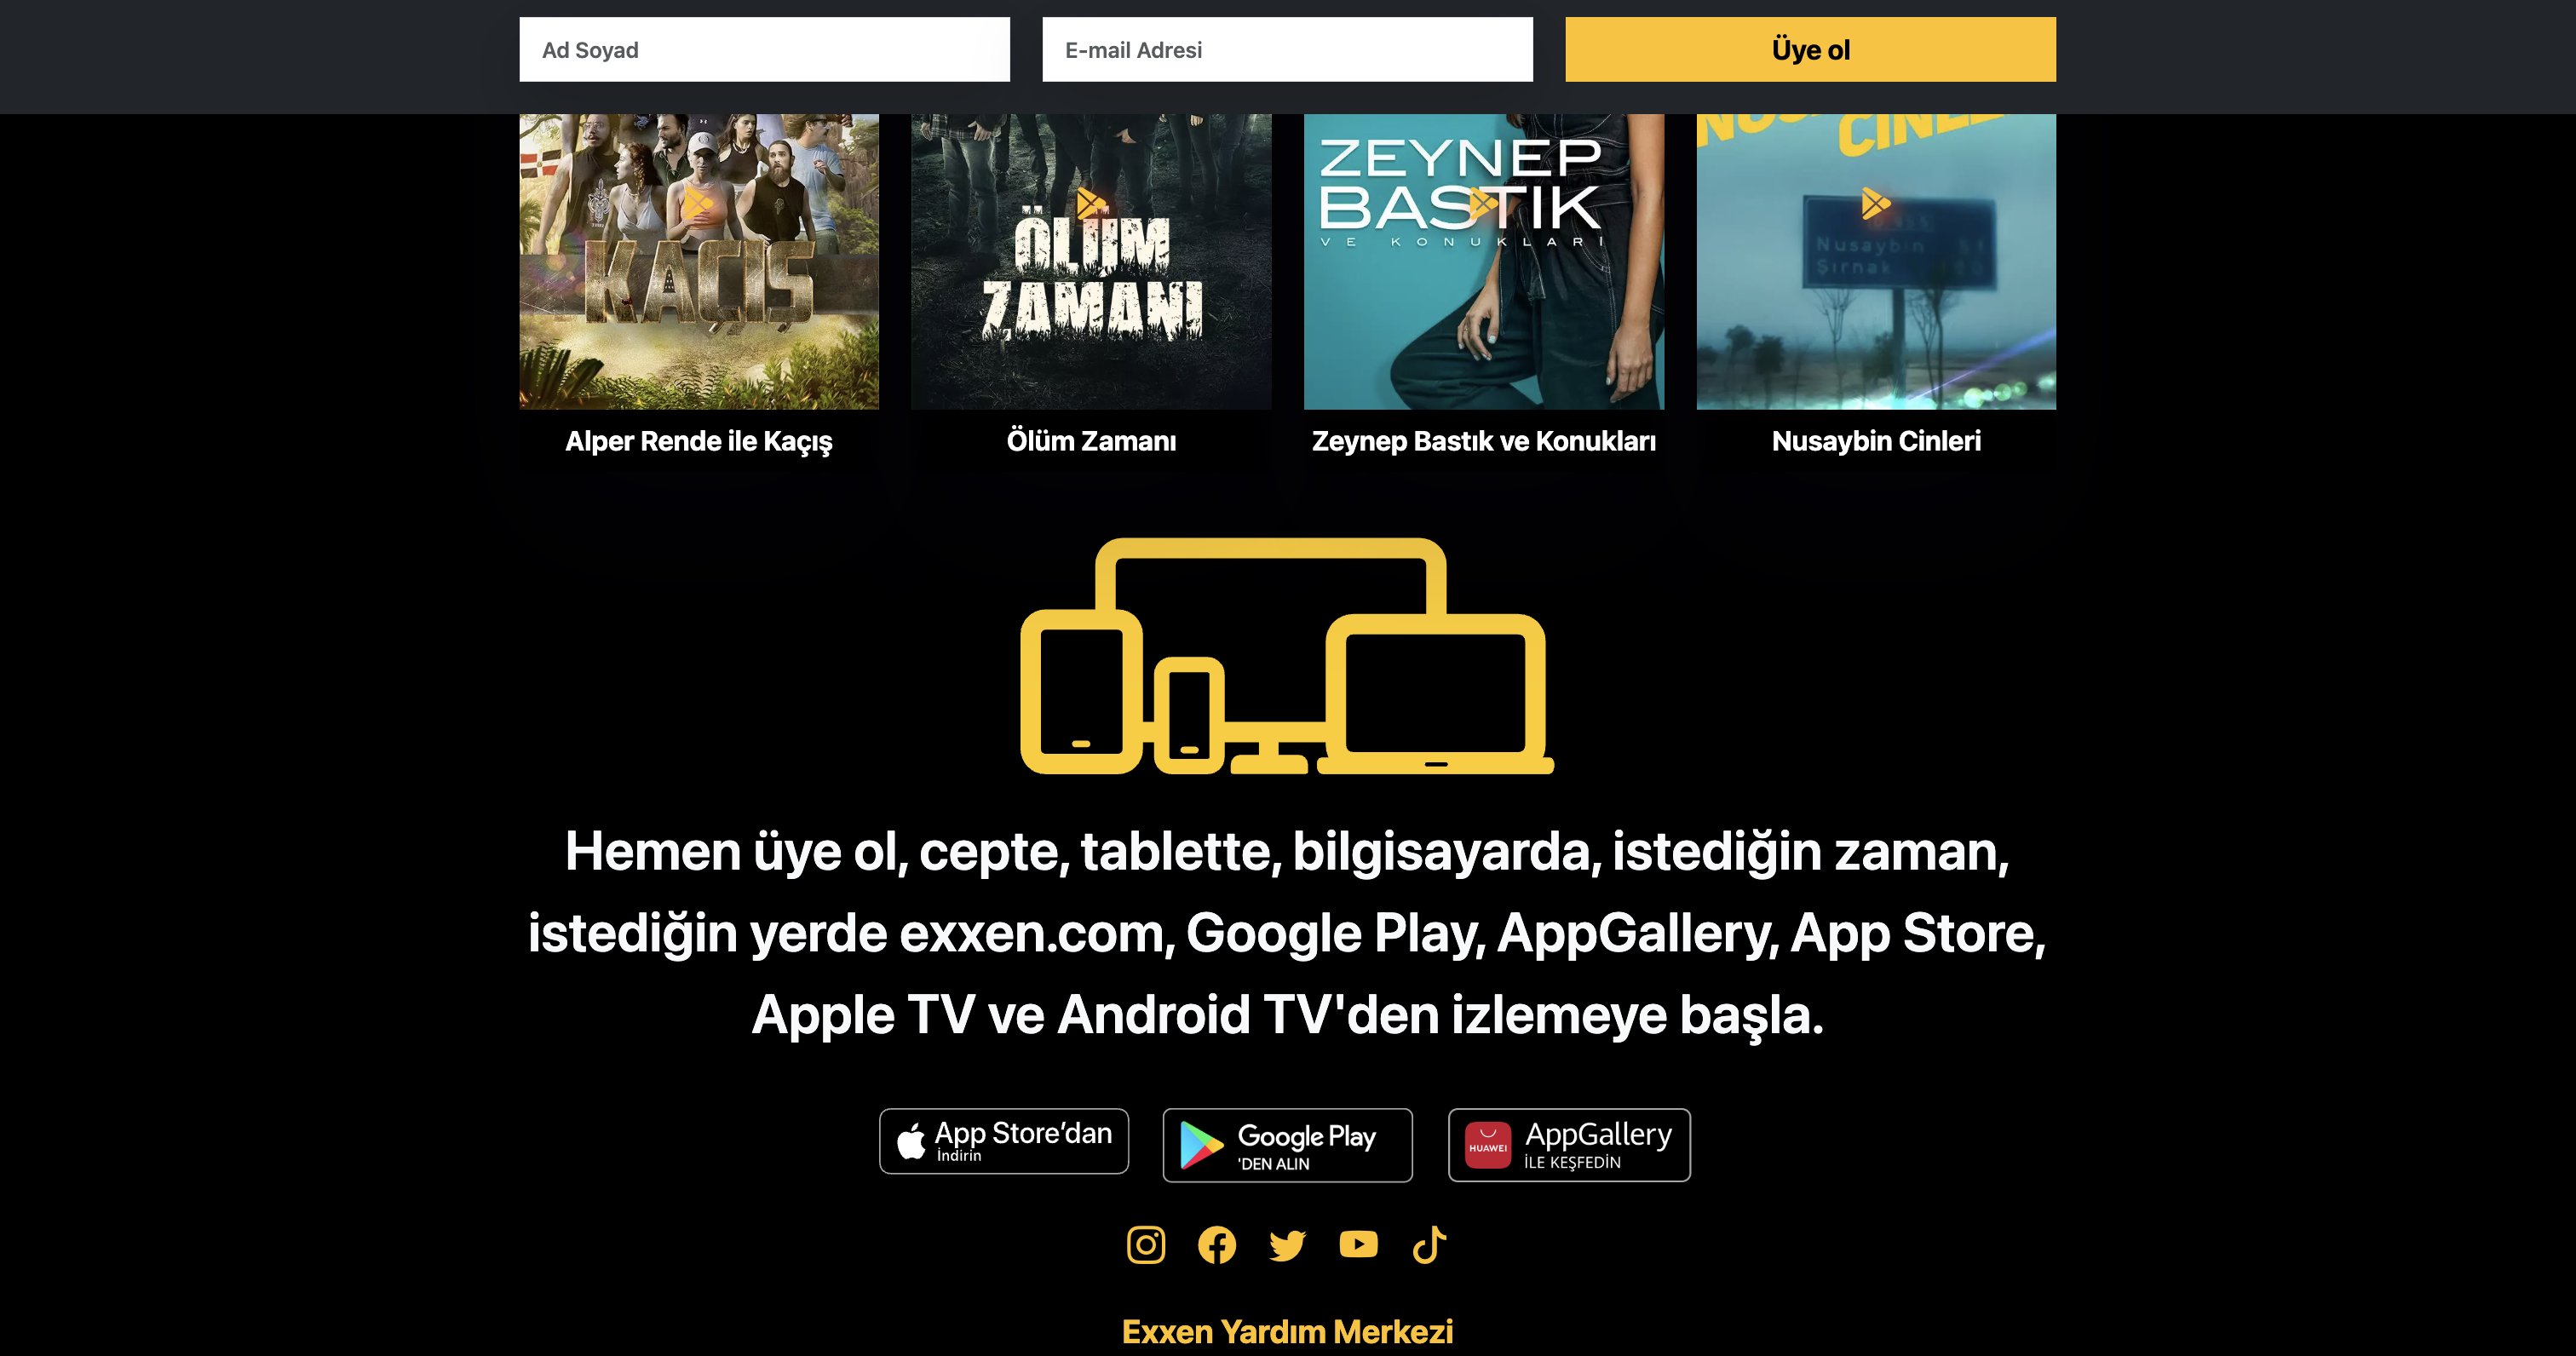 Ad Soyad
E-mail Adresi
Üye ol
KAÇIŞ
ÖLÜM
ZAMANI
ZEYNEP
BASTIK
VE KONUKLARI
Nusaybin
Şırnak
Alper Rende ile Kaçış
Ölüm Zamanı
Zeynep Bastık ve Konukları
Nusaybin Cinleri
Hemen üye ol, cepte, tablette, bilgisayarda, istediğin zaman,
istediğin yerde exxen.com, Google Play, AppGallery, App Store,
Apple TV ve Android TV'den izlemeye başla.
App Store’dan
İndirin
Google Play
'DEN ALIN
HUAWEI
AppGallery
İLE KEŞFEDİN
Exxen Yardım Merkezi